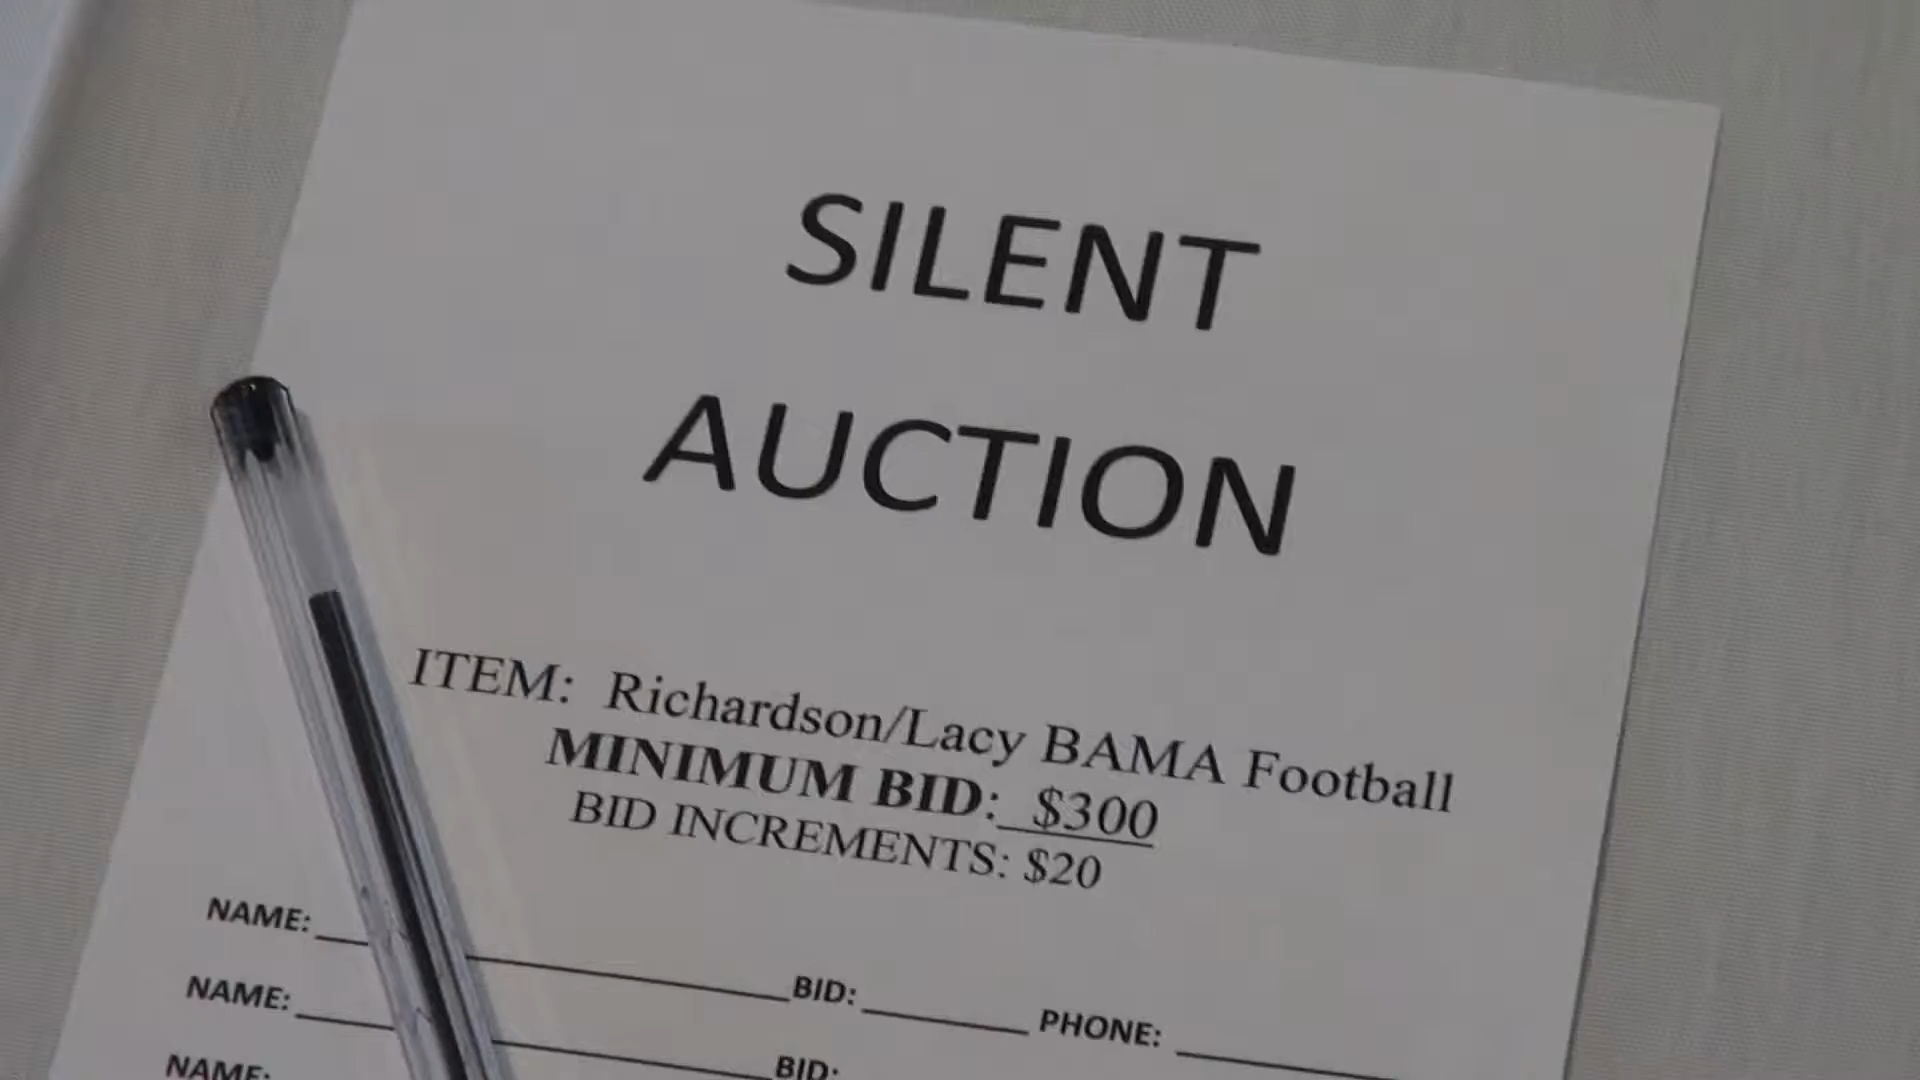 SILENT
AUCTION
ITEM: Richardson/Lacy BAMA Football
MINIMUM BID: $300
BID INCREMENTS: $20
NAME: BID: PHONE:
NAME:
NAME: BID: